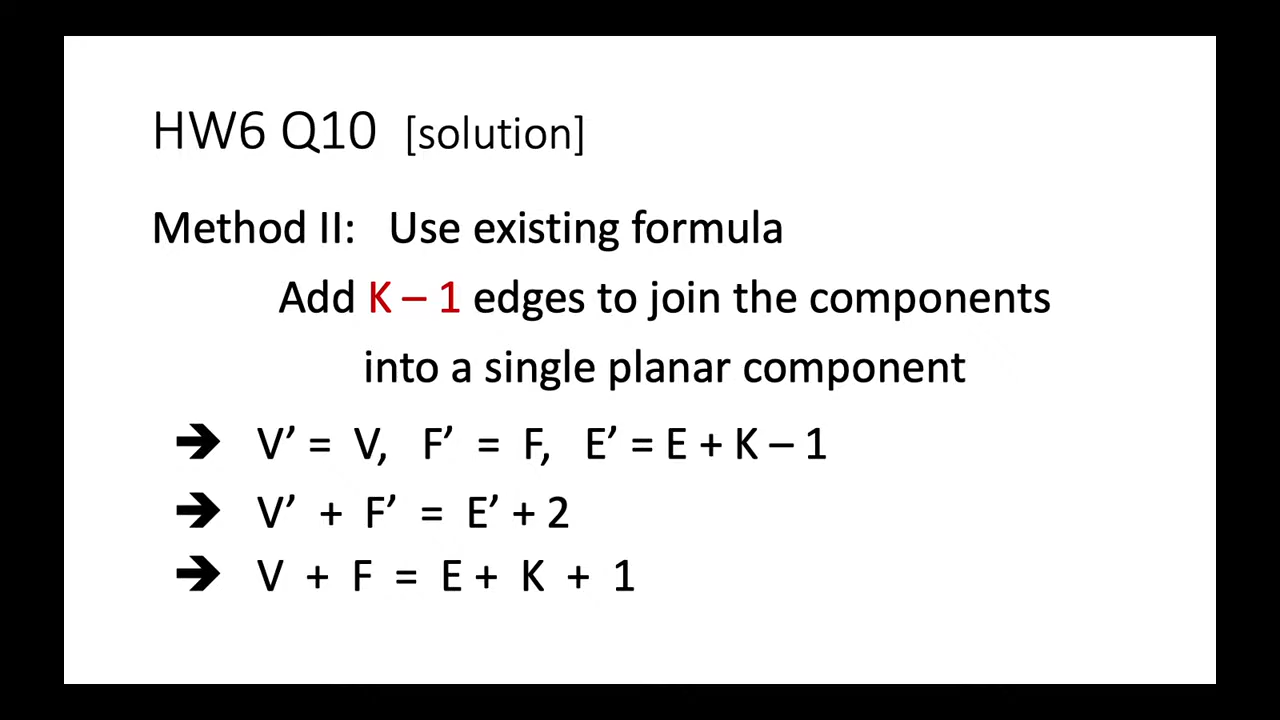 HW6 Q10 [solution]
Method II: Use existing formula
Add K – 1 edges to join the components
into a single planar component
➔ V’ = V, F’ = F, E’ = E + K – 1
➔ V’ + F’ = E’ + 2
➔ V + F = E + K + 1